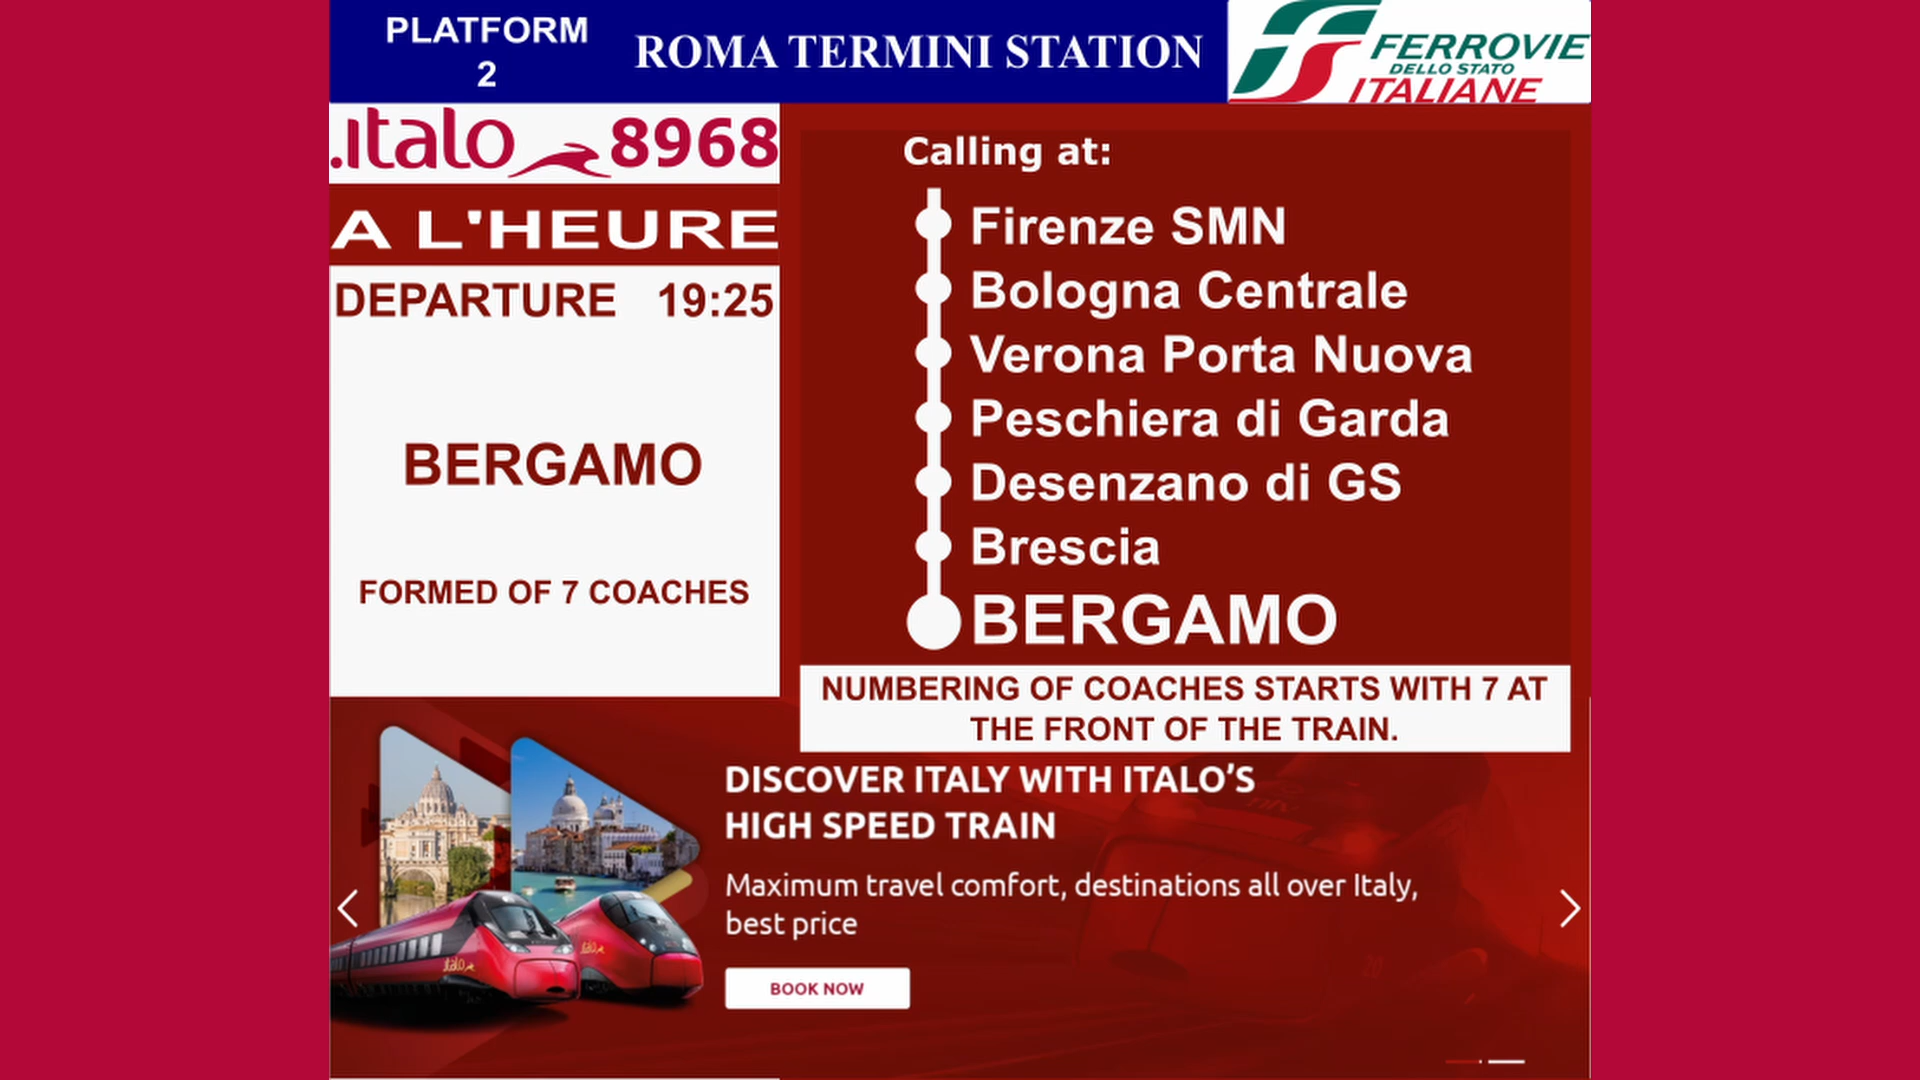 PLATFORM
2
ROMA TERMINI STATION
FERROVIE
DELLO STATO
ITALIANE
.italo 8968
A L'HEURE
DEPARTURE 19:25
BERGAMO
FORMED OF 7 COACHES
Calling at:
Firenze SMN
Bologna Centrale
Verona Porta Nuova
Peschiera di Garda
Desenzano di GS
Brescia
BERGAMO
NUMBERING OF COACHES STARTS WITH 7 AT
THE FRONT OF THE TRAIN.
DISCOVER ITALY WITH ITALO’S
HIGH SPEED TRAIN
Maximum travel comfort, destinations all over Italy,
best price
BOOK NOW
italo
italo